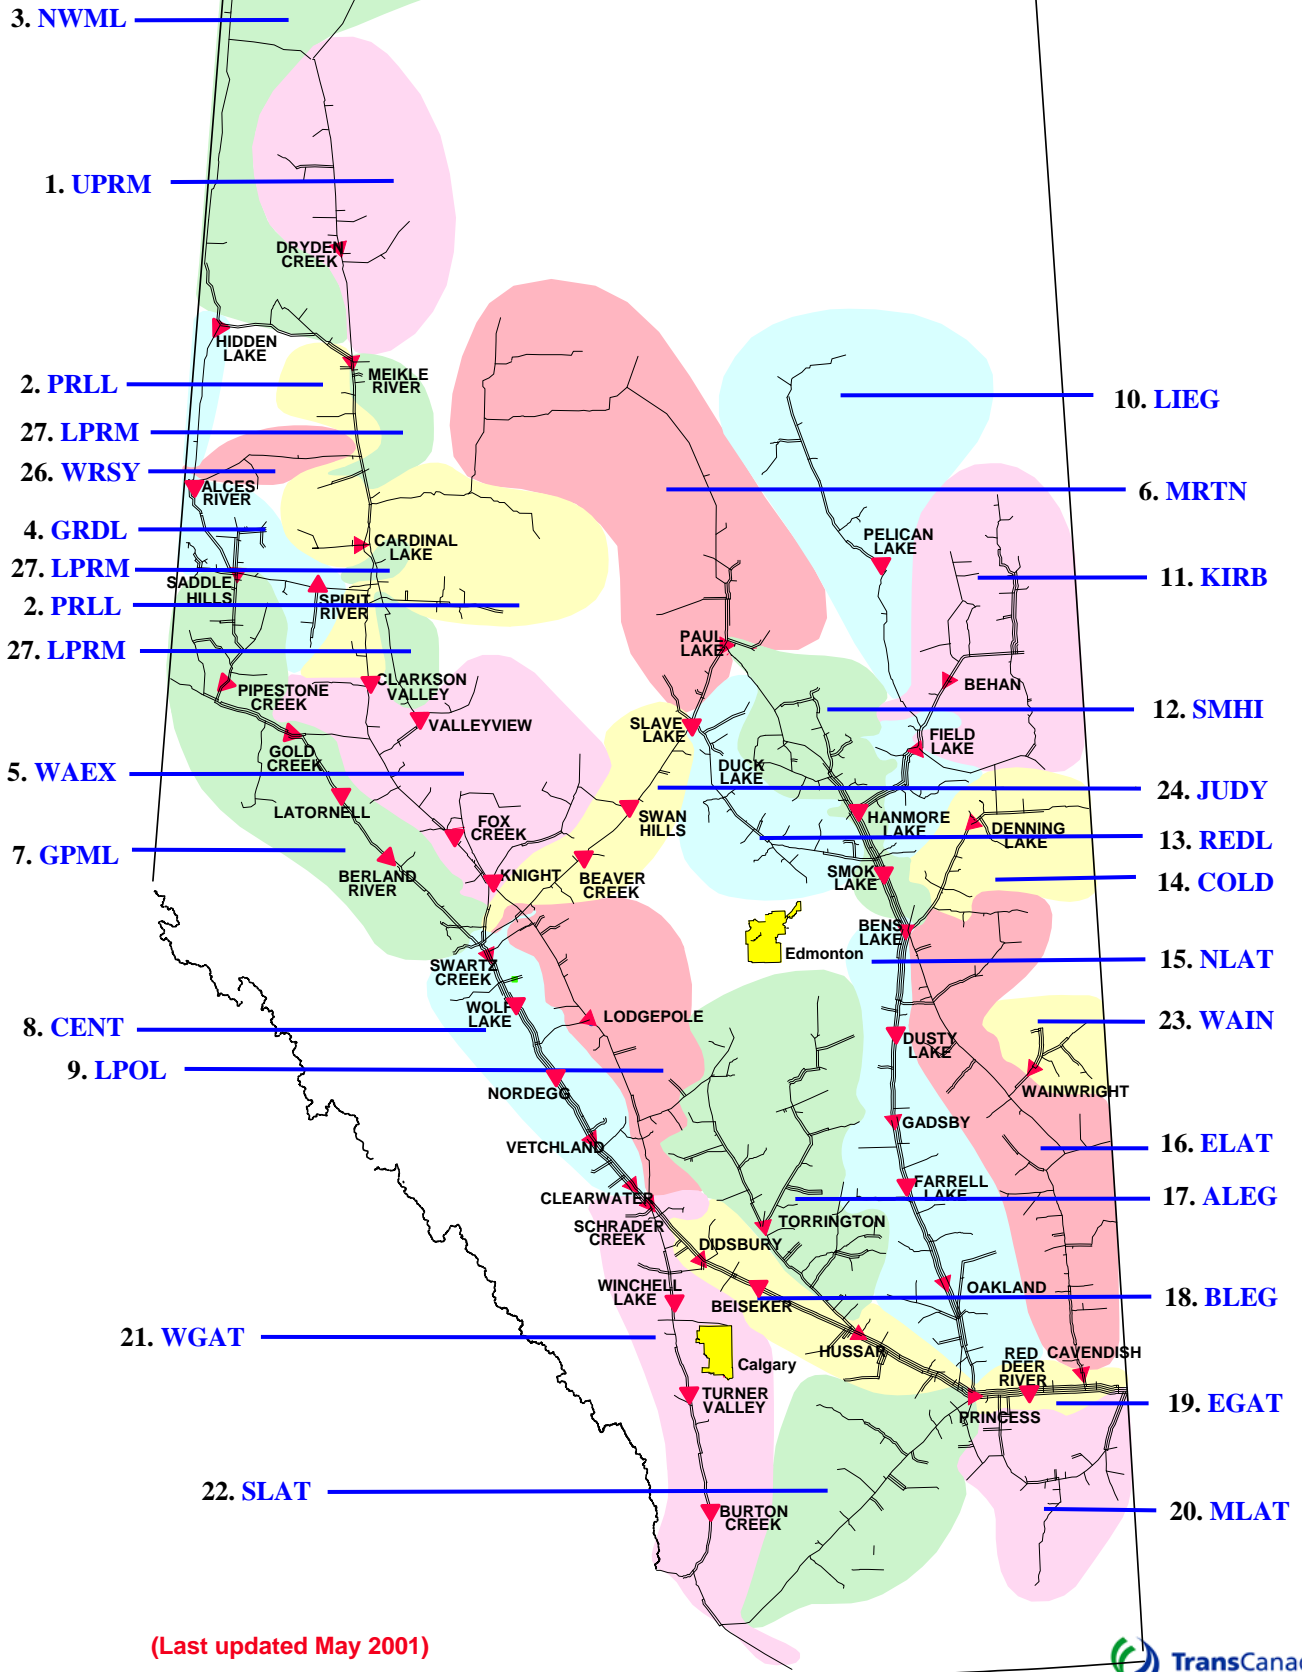 3. NWML
1. UPRM
DRYDEN
CREEK
HIDDEN
LAKE
MEIKLE
RIVER
2. PRLL
10. LIEG
27. LPRM
26. WRSY
ALCES
RIVER
6. MRTN
4. GRDL
CARDINAL
LAKE
PELICAN
LAKE
27. LPRM
11. KIRB
SADDLE
HILLS
SPIRIT
RIVER
2. PRLL
27. LPRM
PAUL
LAKE
PIPESTONE
CREEK
CLARKSON
VALLEY
BEHAN
VALLEYVIEW
12. SMHI
SLAVE
LAKE
FIELD
LAKE
GOLD
CREEK
5. WAEX
DUCK
LAKE
24. JUDY
LATORNELL
FOX
CREEK
SWAN
HILLS
HANMORE
LAKE
DENNING
LAKE
13. REDL
7. GPML
BERLAND
RIVER
KNIGHT
BEAVER
CREEK
SMOK
LAKE
14. COLD
BENS
LAKE
Edmonton
SWARTZ
CREEK
15. NLAT
WOLF
LAKE
LODGEPOLE
8. CENT
23. WAIN
DUSTY
LAKE
9. LPOL
NORDEGG
WAINWRIGHT
GADSBY
VETCHLAND
16. ELAT
CLEARWATER
FARRELL
LAKE
17. ALEG
SCHRADER
CREEK
TORRINGTON
DIDSBURY
WINCHELL
LAKE
BEISEKER
OAKLAND
18. BLEG
21. WGAT
HUSSAR
RED
DEER
RIVER
CAVENDISH
Calgary
TURNER
VALLEY
PRINCESS
19. EGAT
22. SLAT
BURTON
CREEK
20. MLAT
(Last updated May 2001)
TransCanad